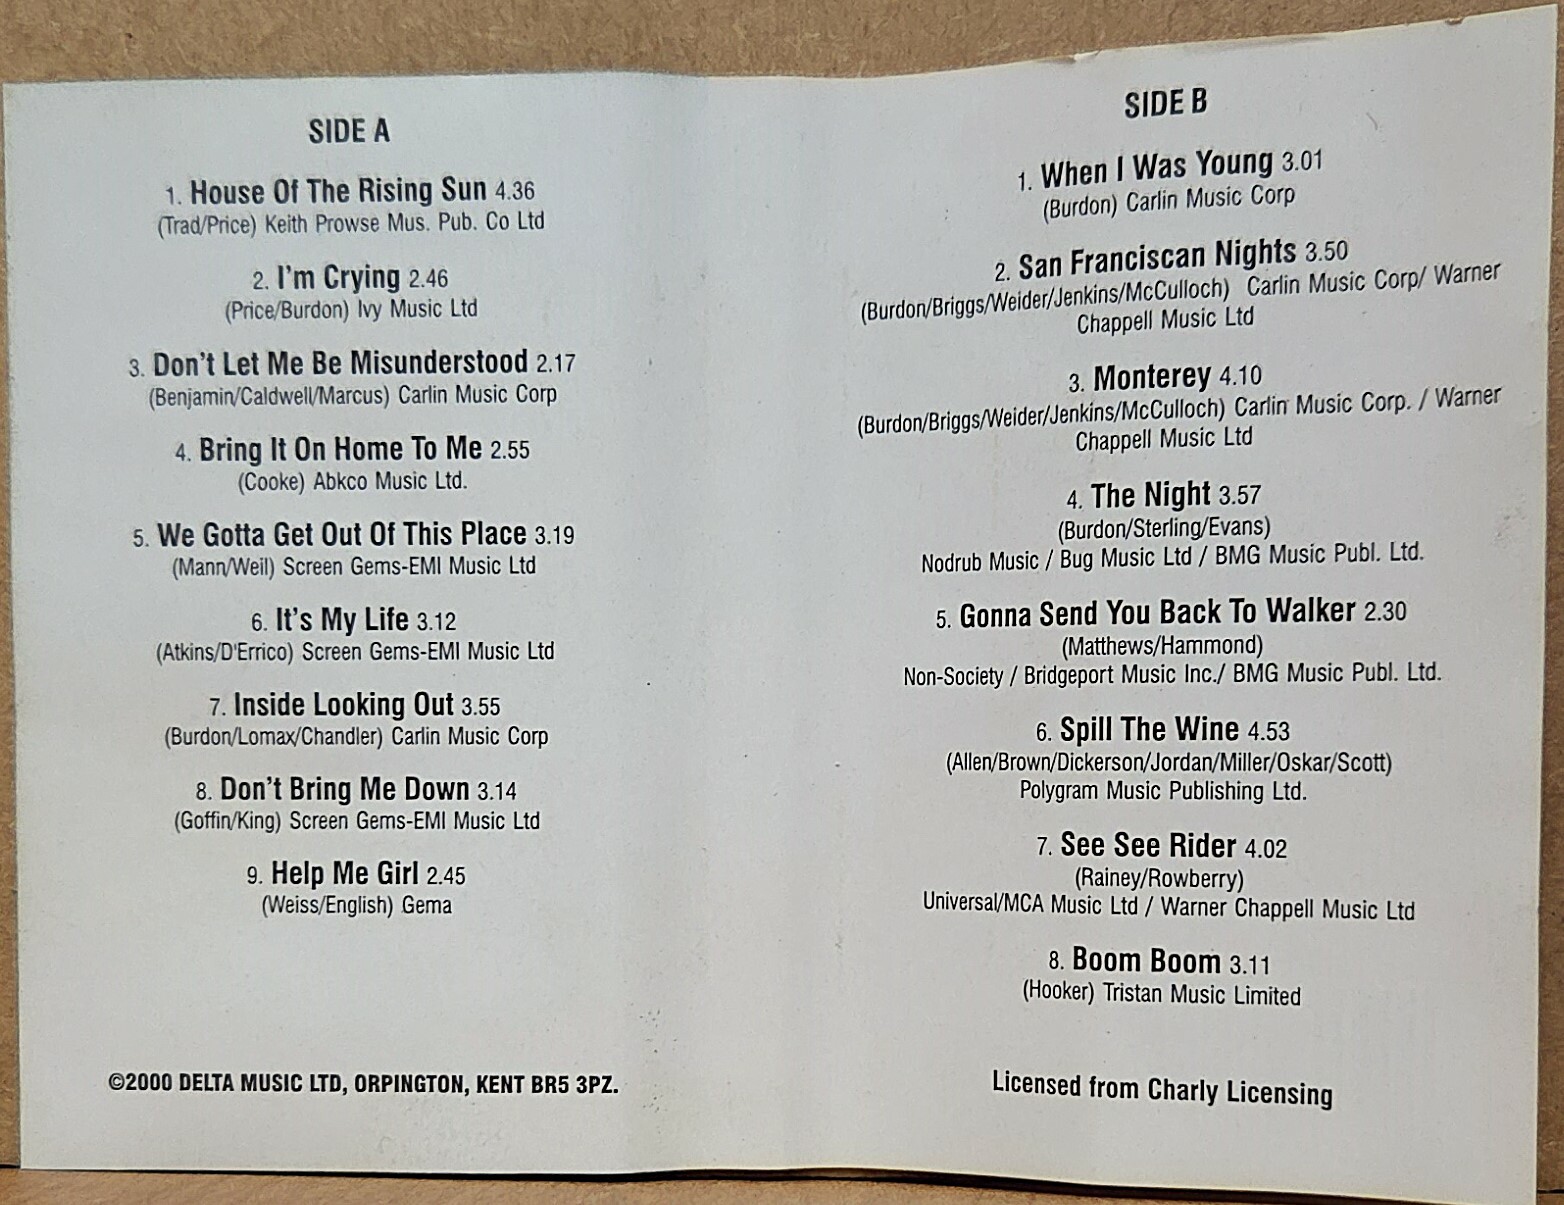 SIDE A
1. House Of The Rising Sun 4.36
(Trad/Price) Keith Prowse Mus. Pub. Co Ltd
2. I'm Crying 2.46
(Price/Burdon) Ivy Music Ltd
3. Don't Let Me Be Misunderstood 2.17
(Benjamin/Caldwell/Marcus) Carlin Music Corp
4. Bring It On Home To Me 2.55
(Cooke) Abkco Music Ltd.
5. We Gotta Get Out Of This Place 3.19
(Mann/Weil) Screen Gems-EMI Music Ltd
6. It's My Life 3.12
(Atkins/D'Errico) Screen Gems-EMI Music Ltd
7. Inside Looking Out 3.55
(Burdon/Lomax/Chandler) Carlin Music Corp
8. Don't Bring Me Down 3.14
(Goffin/King) Screen Gems-EMI Music Ltd
9. Help Me Girl 2.45
(Weiss/English) Gema
©2000 DELTA MUSIC LTD, ORPINGTON, KENT BR5 3PZ.
SIDE B
1. When I Was Young 3.01
(Burdon) Carlin Music Corp
2. San Franciscan Nights 3.50
(Burdon/Briggs/Weider/Jenkins/McCulloch) Carlin Music Corp/ Warner
Chappell Music Ltd
3. Monterey 4.10
(Burdon/Briggs/Weider/Jenkins/McCulloch) Carlin Music Corp. / Warner
Chappell Music Ltd
4. The Night 3.57
(Burdon/Sterling/Evans)
Nodrub Music / Bug Music Ltd / BMG Music Publ. Ltd.
5. Gonna Send You Back To Walker 2.30
(Matthews/Hammond)
Non-Society / Bridgeport Music Inc./ BMG Music Publ. Ltd.
6. Spill The Wine 4.53
(Allen/Brown/Dickerson/Jordan/Miller/Oskar/Scott)
Polygram Music Publishing Ltd.
7. See See Rider 4.02
(Rainey/Rowberry)
Universal/MCA Music Ltd / Warner Chappell Music Ltd
8. Boom Boom 3.11
(Hooker) Tristan Music Limited
Licensed from Charly Licensing